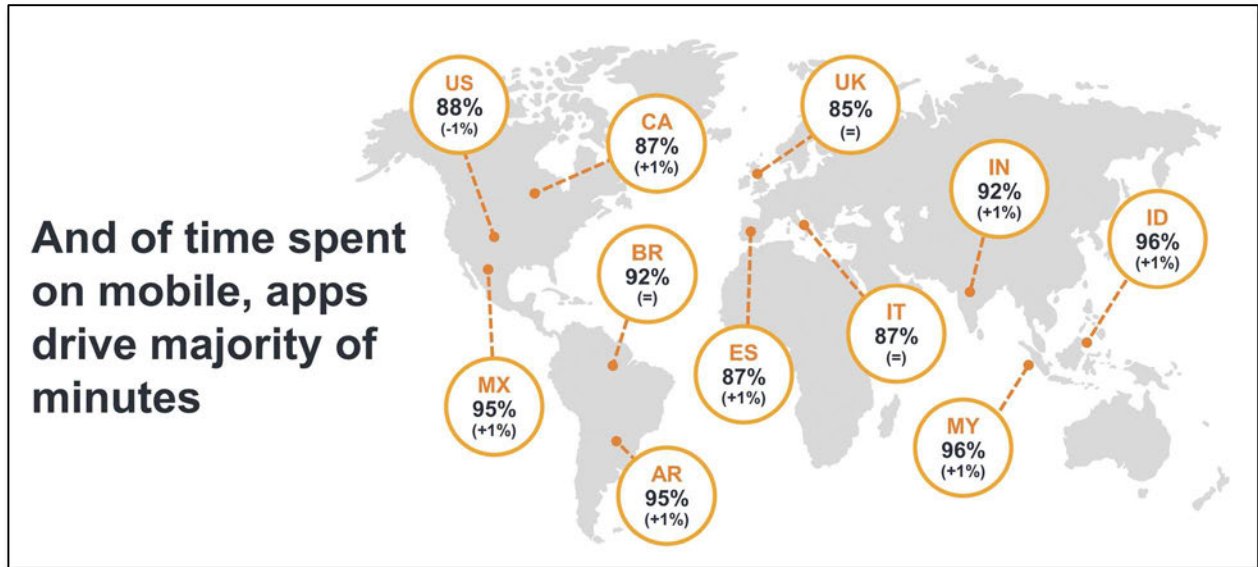 And of time spent
on mobile, apps
drive majority of
minutes
US
88%
(-1%)
CA
87%
(+1%)
UK
85%
(=)
IN
92%
(+1%)
ID
96%
(+1%)
BR
92%
(=)
IT
87%
(=)
ES
87%
(+1%)
MX
95%
(+1%)
MY
96%
(+1%)
AR
95%
(+1%)